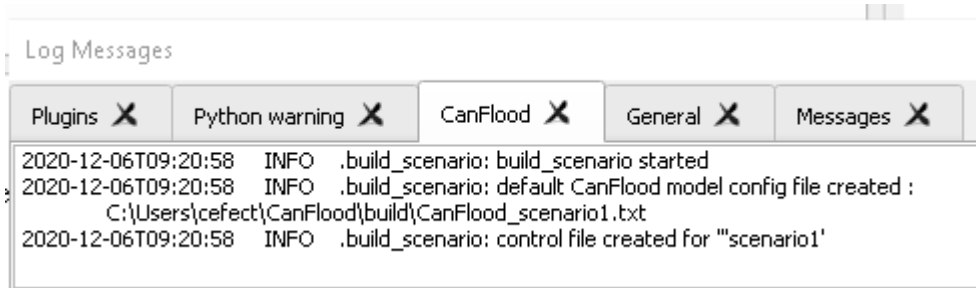 Log Messages
Plugins X Python warning X CanFlood X General X Messages X
2020-12-06T09:20:58 INFO .build_scenario: build_scenario started
2020-12-06T09:20:58 INFO .build_scenario: default CanFlood model config file created :
C:\Users\cefect\CanFlood\build\CanFlood_scenario1.txt
2020-12-06T09:20:58 INFO .build_scenario: control file created for "'scenario1'